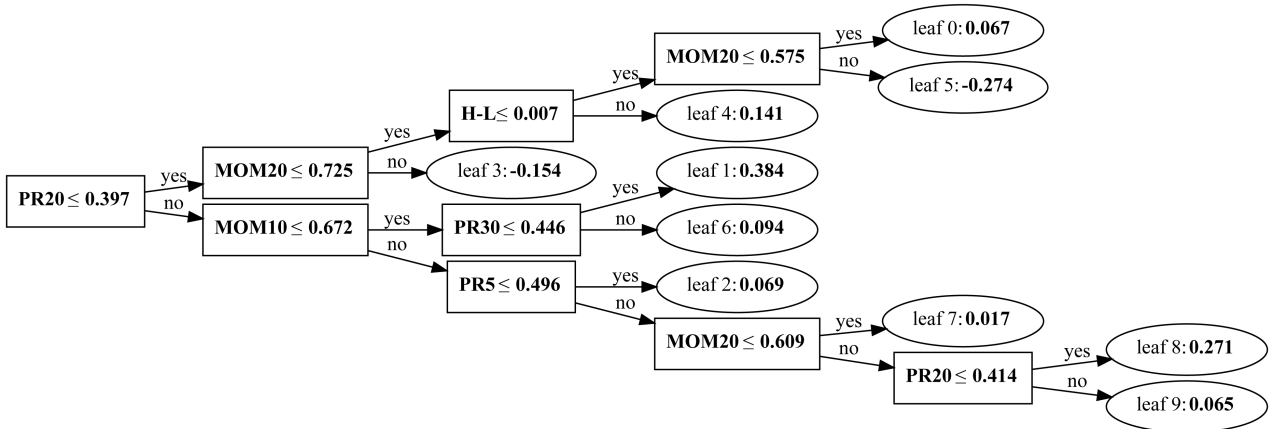 yes
leaf 0: 0.067
MOM20 ≤ 0.575
no
leaf 5: -0.274
yes
H-L≤ 0.007
no
leaf 4: 0.141
yes
MOM20 ≤ 0.725
no
leaf 3: -0.154
yes
PR20 ≤ 0.397
no
yes
leaf 1: 0.384
MOM10 ≤ 0.672
yes
PR30 ≤ 0.446
no
leaf 6: 0.094
no
PR5 ≤ 0.496
yes
leaf 2: 0.069
no
yes
leaf 7: 0.017
MOM20 ≤ 0.609
no
yes
leaf 8: 0.271
PR20 ≤ 0.414
no
leaf 9: 0.065